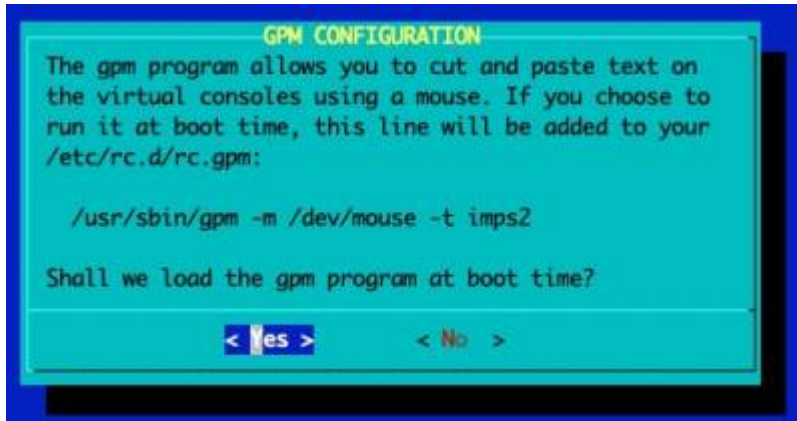 GPM CONFIGURATION
The gpm program allows you to cut and paste text on
the virtual consoles using a mouse. If you choose to
run it at boot time, this line will be added to your
/etc/rc.d/rc.gpm:
/usr/sbin/gpm -m /dev/mouse -t imps2
Shall we load the gpm program at boot time?
< Yes > < No >